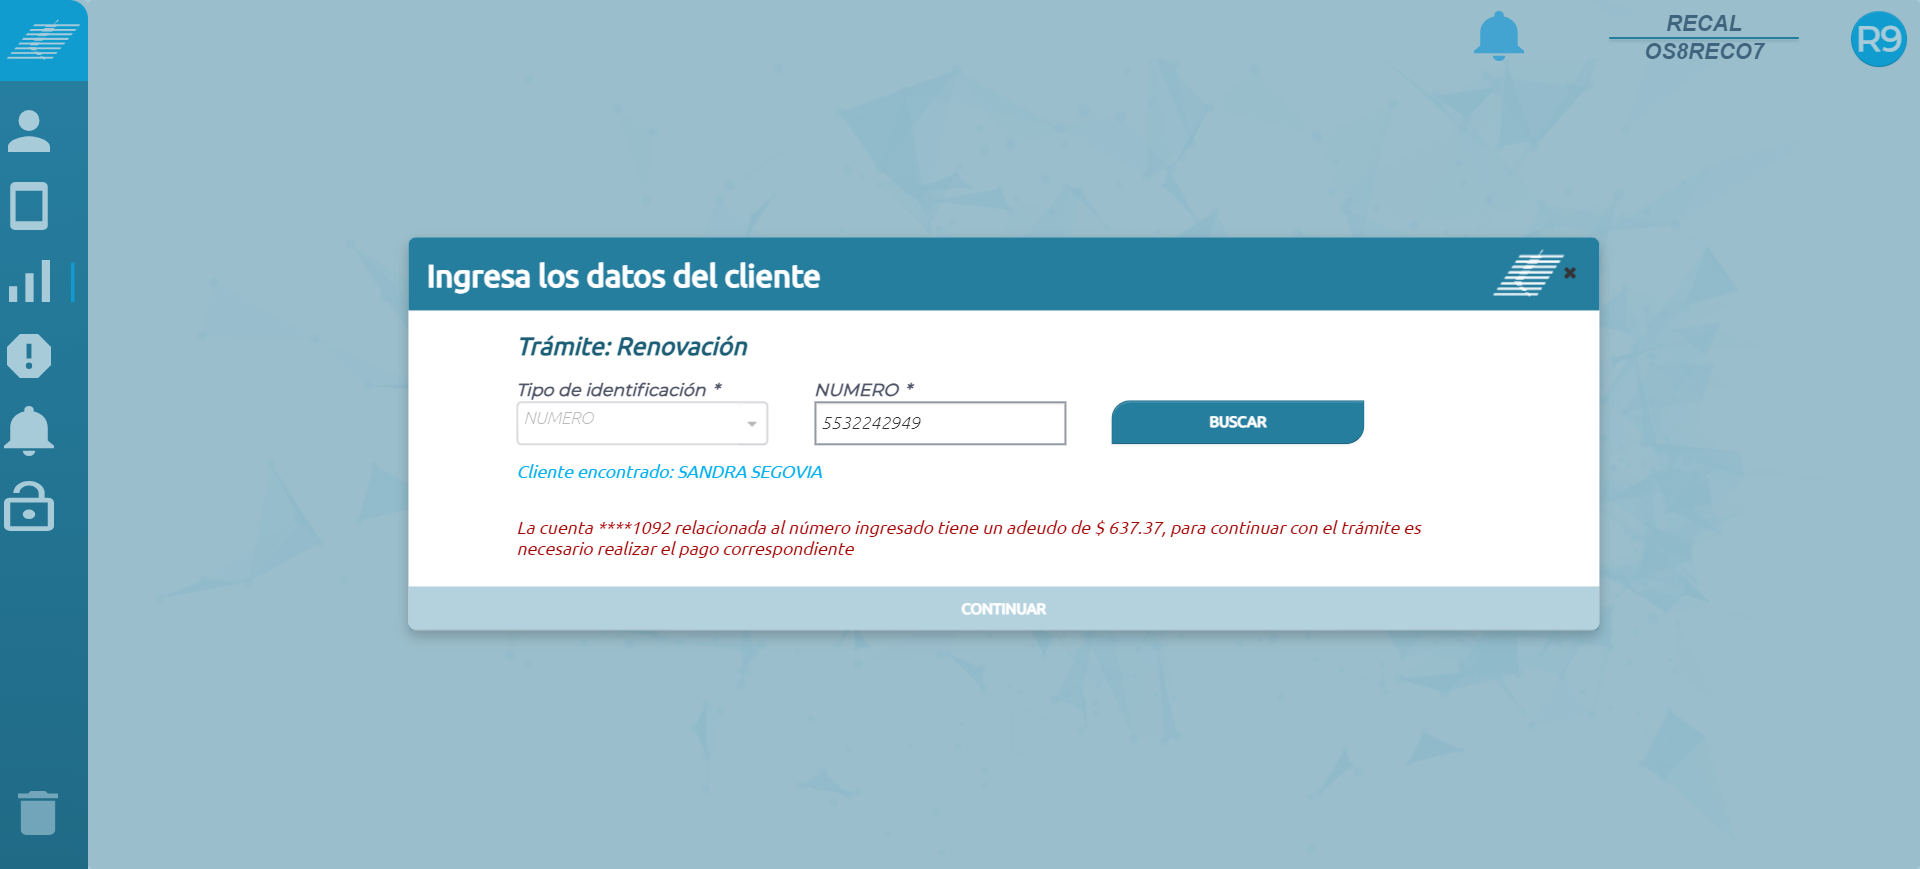 RECAL
OS8RECO7
R9
Ingresa los datos del cliente
Trámite: Renovación
Tipo de identificación *
NUMERO *
NUMERO
5532242949
BUSCAR
Cliente encontrado: SANDRA SEGOVIA
La cuenta ****1092 relacionada al número ingresado tiene un adeudo de $ 637.37, para continuar con el trámite es
necesario realizar el pago correspondiente
CONTINUAR